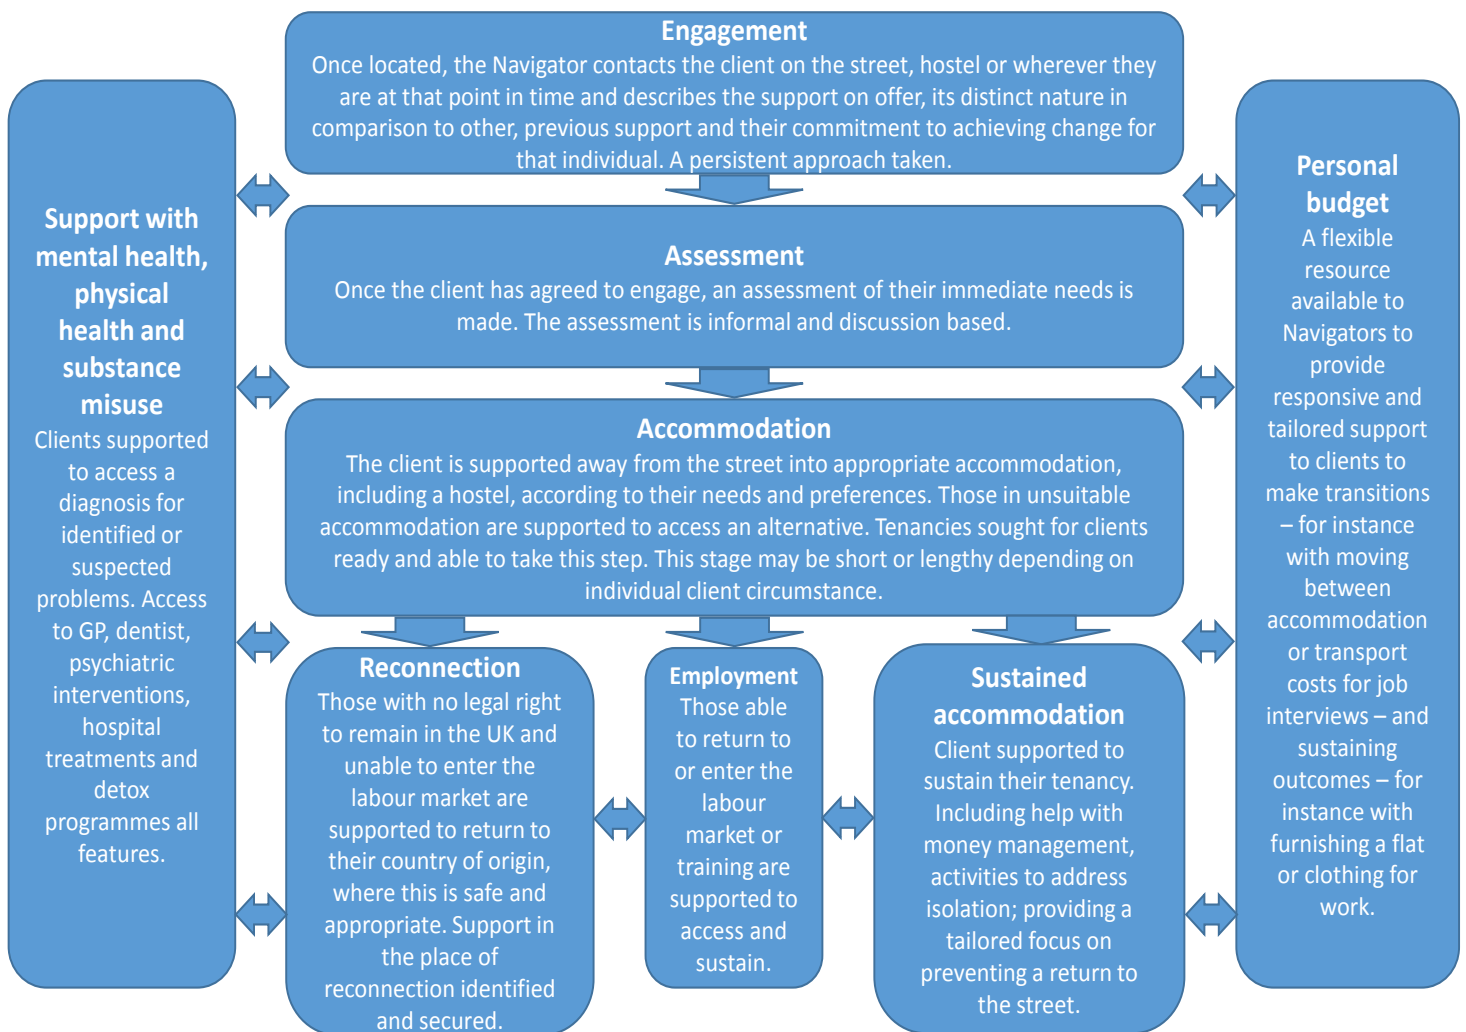 Engagement
Once located, the Navigator contacts the client on the street, hostel or wherever they
are at that point in time and describes the support on offer, its distinct nature in
comparison to other, previous support and their commitment to achieving change for
that individual. A persistent approach taken.
Support with
mental health,
physical
health and
substance
misuse
Clients supported
to access a
diagnosis for
identified or
suspected
problems. Access
to GP, dentist,
psychiatric
interventions,
hospital
treatments and
detox
programmes all
features.
Assessment
Once the client has agreed to engage, an assessment of their immediate needs is
made. The assessment is informal and discussion based.
Accommodation
The client is supported away from the street into appropriate accommodation,
including a hostel, according to their needs and preferences. Those in unsuitable
accommodation are supported to access an alternative. Tenancies sought for clients
ready and able to take this step. This stage may be short or lengthy depending on
individual client circumstance.
Reconnection
Those with no legal right
to remain in the UK and
unable to enter the
labour market are
supported to return to
their country of origin,
where this is safe and
appropriate. Support in
the place of
reconnection identified
and secured.
Employment
Those able
to return to
or enter the
labour
market or
training are
supported to
access and
sustain.
Sustained
accommodation
Client supported to
sustain their tenancy.
Including help with
money management,
activities to address
isolation; providing a
tailored focus on
preventing a return to
the street.
Personal
budget
A flexible
resource
available to
Navigators to
provide
responsive and
tailored support
to clients to
make transitions
– for instance
with moving
between
accommodation
or transport
costs for job
interviews – and
sustaining
outcomes – for
instance with
furnishing a flat
or clothing for
work.